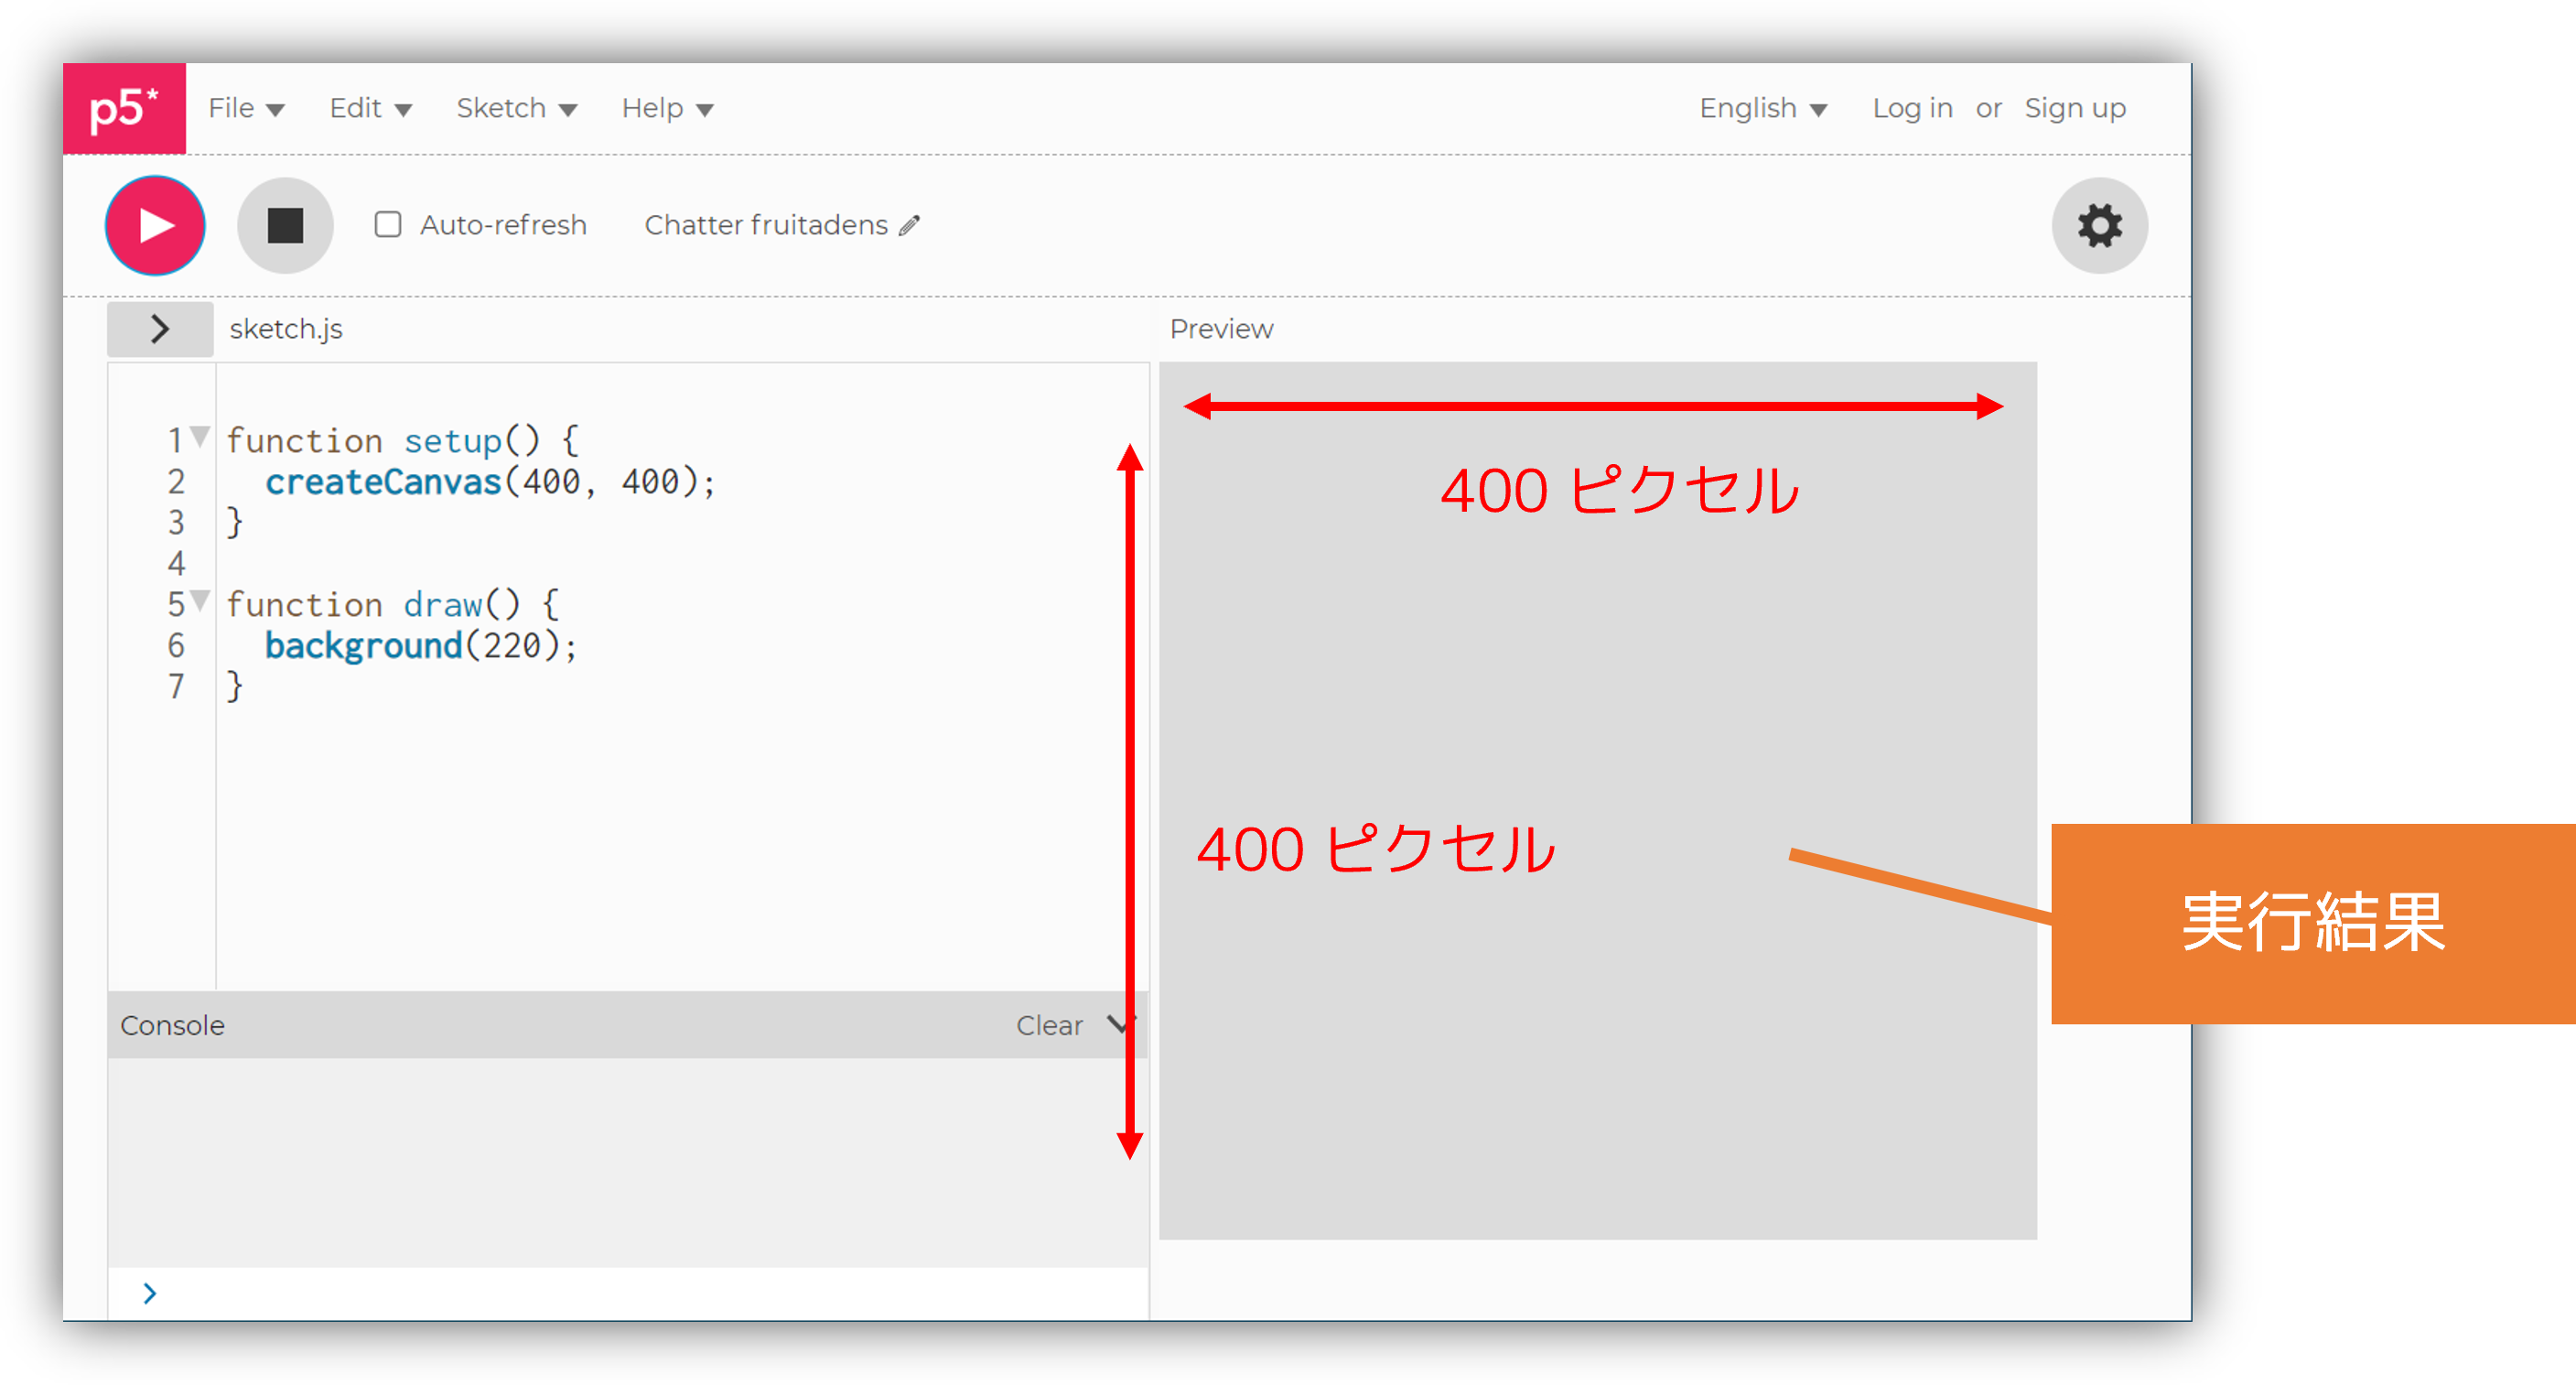 p5* File Edit Sketch Help English Log in or Sign up
Auto-refresh Chatter fruitadens
> sketch.js Preview
400 ピクセル
1 function setup() {
2 createCanvas(400, 400);
3 }
4
5 function draw() {
6 background(220);
7 }
400 ピクセル
実行結果
Console Clear
>